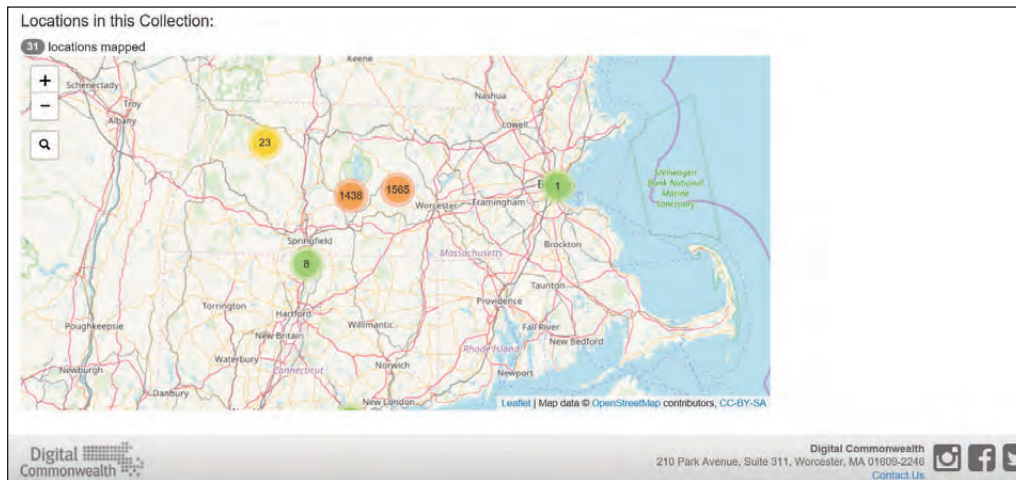 Locations in this Collection:
31 locations mapped
Keene
+
Schenectady
Nashua
−
Troy
Lowell
Albany
23
1438
1565
1
Stellwagen
Bank National
Marine
Sanctuary
Worcester
Framingham
Springfield
Brockton
Massachusetts
8
Taunton
Torrington
Providence
Hartford
Poughkeepsie
Willimantic
Fall River
New Britain
New Bedford
Rhode Island
Waterbury
Norwich
Newburgh
Connecticut
Newport
Danbury
New London
Leaflet | Map data © OpenStreetMap contributors, CC-BY-SA
Digital
Commonwealth
Digital Commonwealth
210 Park Avenue, Suite 311, Worcester, MA 01609-2246
Contact Us